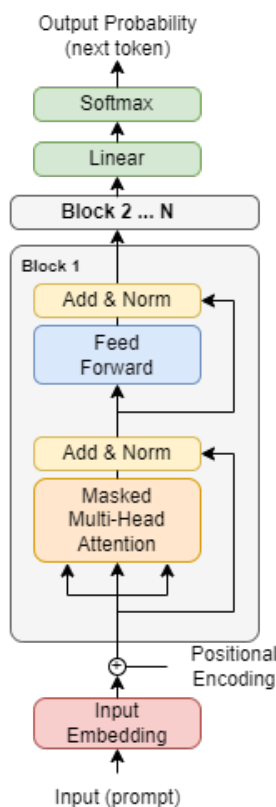 Output Probability
(next token)
Softmax
Linear
Block 2 ... N
Block 1
Add & Norm
Feed
Forward
Add & Norm
Masked
Multi-Head
Attention
Positional
Encoding
Input
Embedding
Input (prompt)